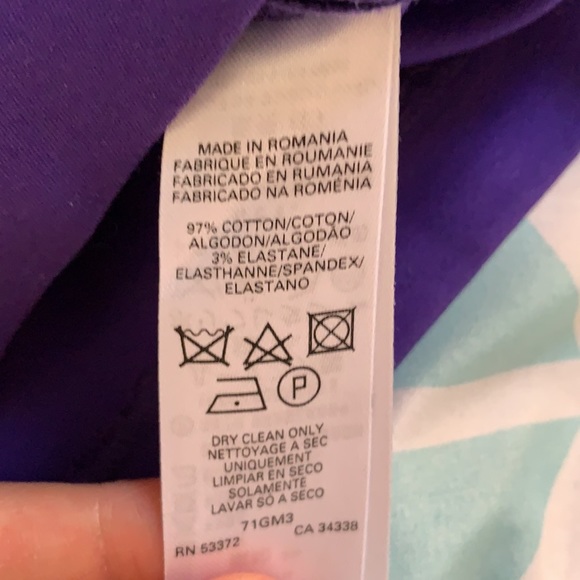 MADE IN ROMANIA
FABRIQUE EN ROUMANIE
FABRICADO EN RUMANIA
FABRICADO NA ROMÉNIA
97% COTTON/COTON/
ALGODON/ALGODÃO
3% ELASTANE/
ELASTHANNE/SPANDEX/
ELASTANO
P
DRY CLEAN ONLY
NETTOYAGE A SEC
UNIQUEMENT
LIMPIAR EN SECO
SOLAMENTE
LAVAR SÓ A SECO
71GM3
RN 53372 CA 34338